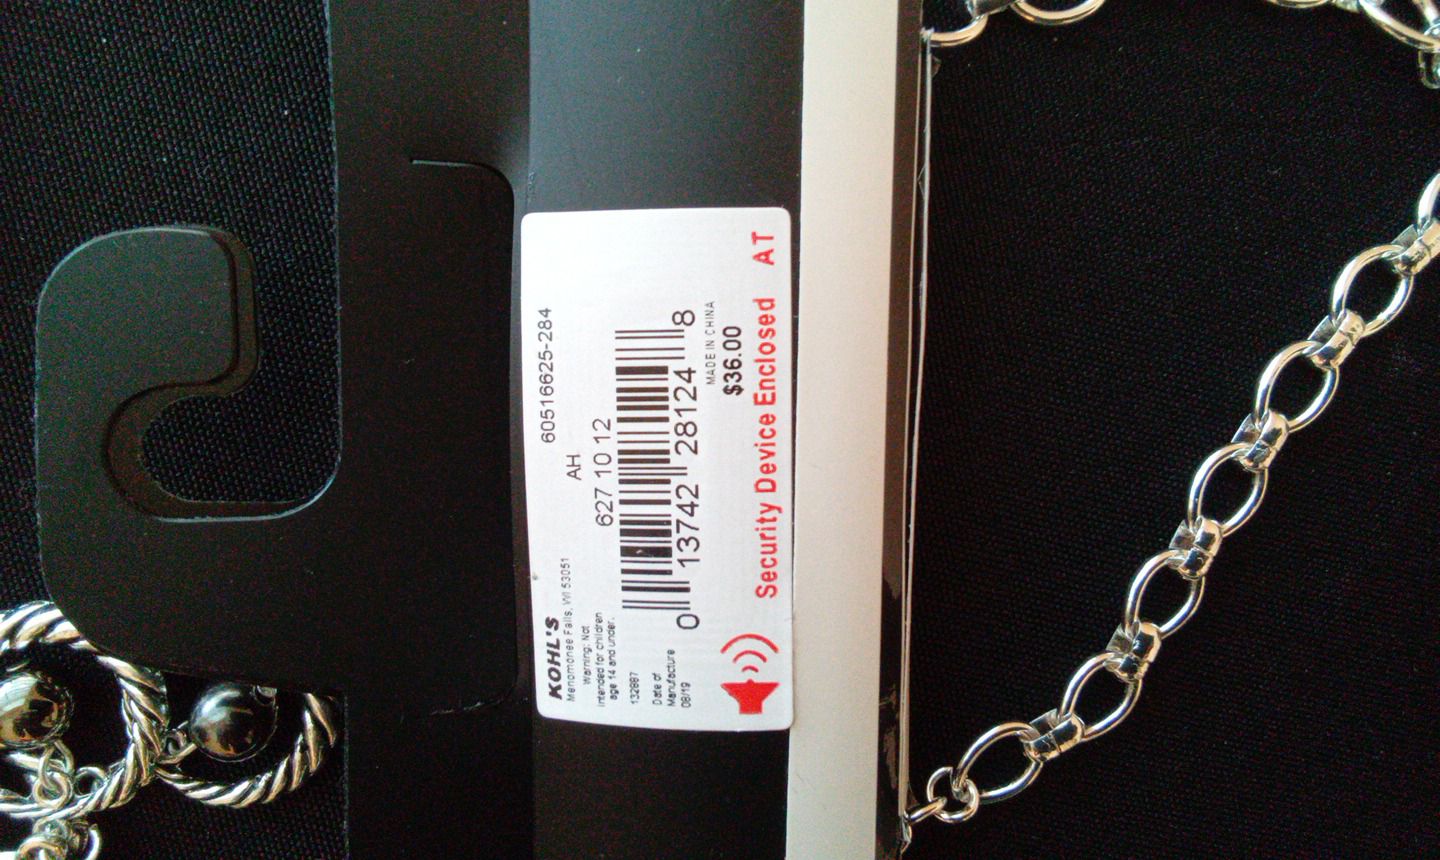 KOHL'S
Menomonee Falls, WI 53051
Warning: Not
intended for children
age 14 and under.
132887
Date of
Manufacture
08/19
60516625-284
AH
627 10 12
0 13742 28124 8
MADE IN CHINA
$36.00
Security Device Enclosed AT